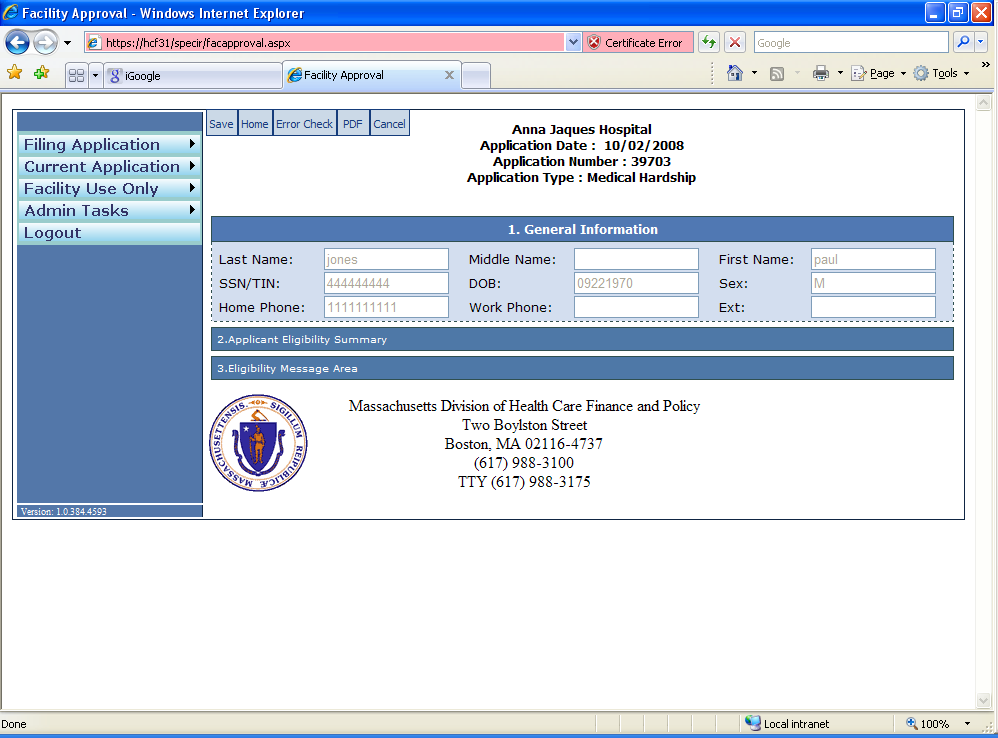 Facility Approval - Windows Internet Explorer
https://hcf31/specir/facapproval.aspx
Certificate Error
Google
iGoogle
Facility Approval
Page
Tools
Save Home Error Check PDF Cancel
Filing Application
Current Application
Facility Use Only
Admin Tasks
Logout
Anna Jaques Hospital
Application Date : 10/02/2008
Application Number : 39703
Application Type : Medical Hardship
1. General Information
Last Name: jones Middle Name: First Name: paul
SSN/TIN: 444444444 DOB: 09221970 Sex: M
Home Phone: 1111111111 Work Phone: Ext:
2.Applicant Eligibility Summary
3.Eligibility Message Area
Massachusetts Division of Health Care Finance and Policy
Two Boylston Street
Boston, MA 02116-4737
(617) 988-3100
TTY (617) 988-3175
Version: 1.0.384.4593
Done
Local intranet
100%